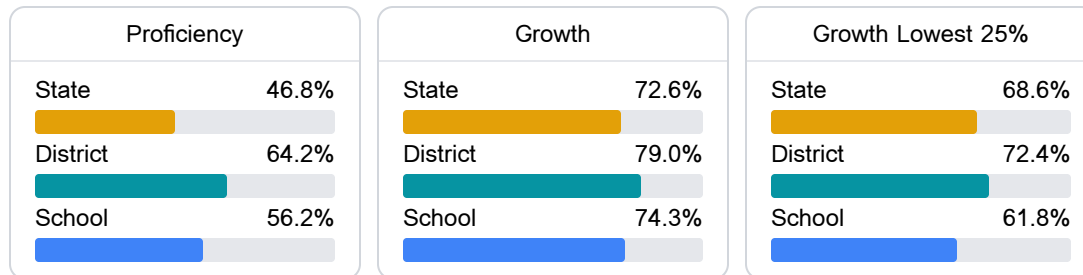 Proficiency
State 46.8%
District 64.2%
School 56.2%
Growth
State 72.6%
District 79.0%
School 74.3%
Growth Lowest 25%
State 68.6%
District 72.4%
School 61.8%